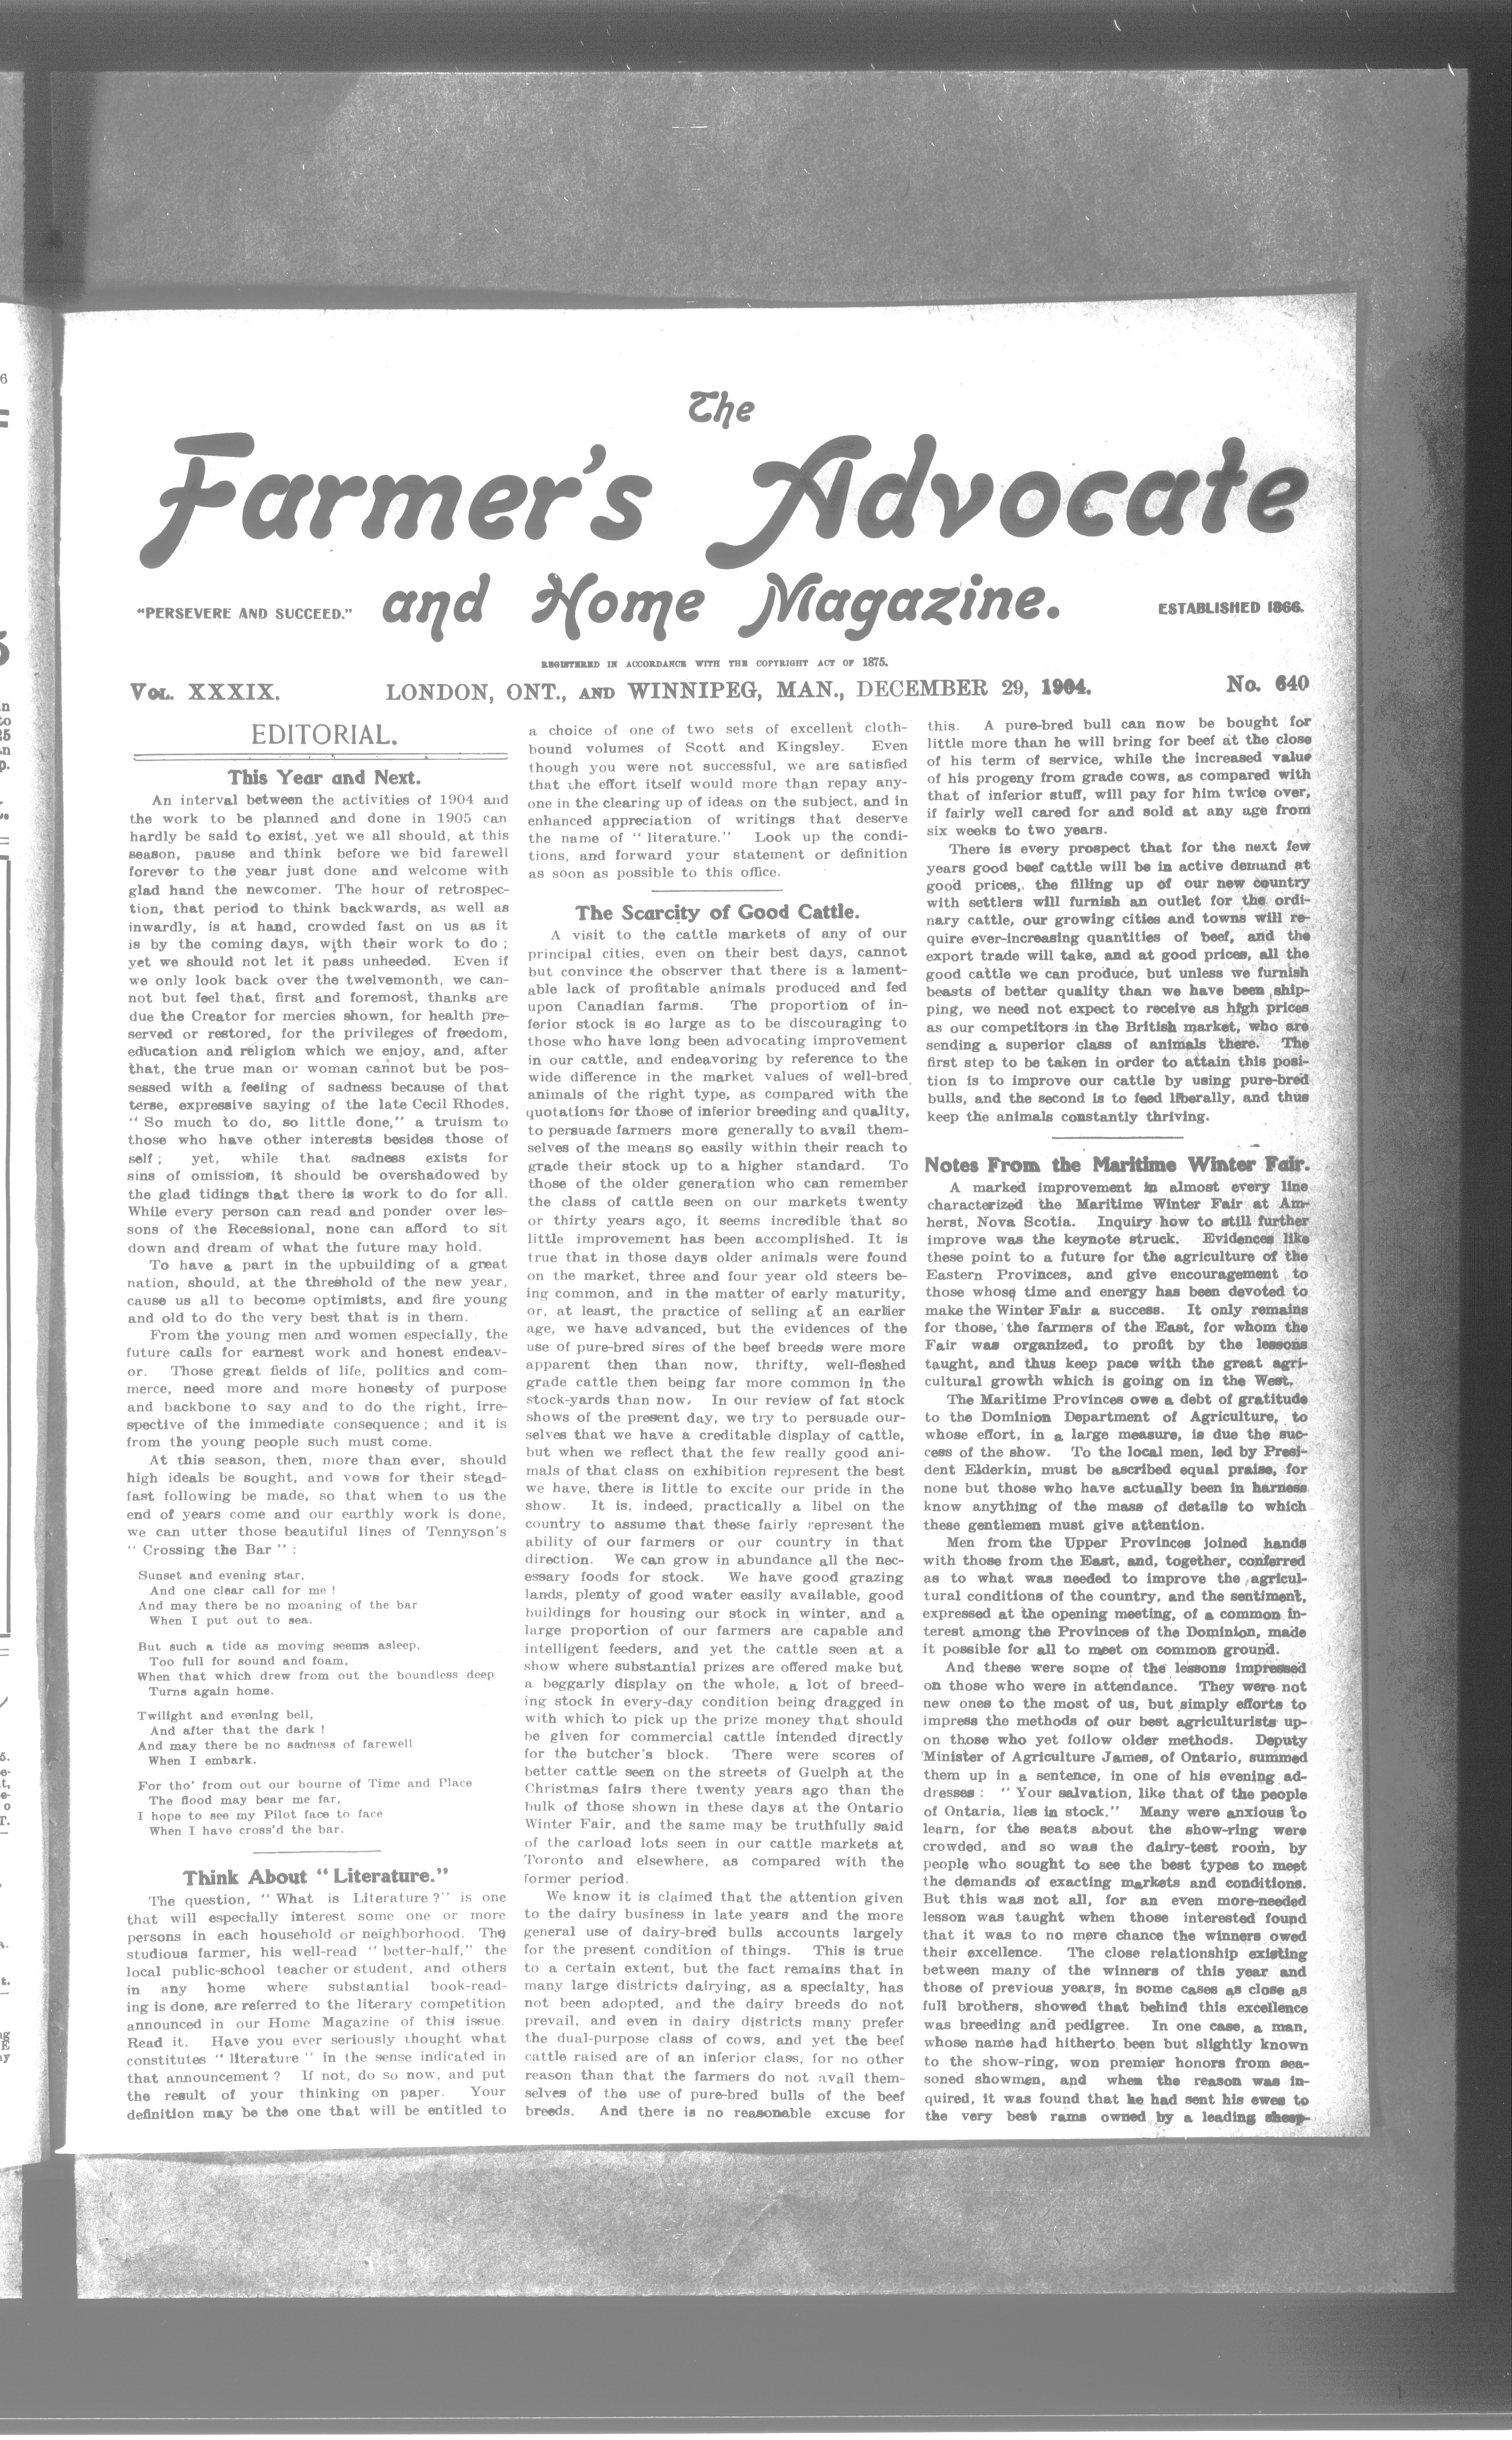 The
Farmer's Advocate
"PERSEVERE AND SUCCEED." and Home Magazine. ESTABLISHED 1866.
REGISTERED IN ACCORDANCE WITH THE COPYRIGHT ACT OF 1875.
VOL. XXXIX. LONDON, ONT., AND WINNIPEG, MAN., DECEMBER 29, 1904. No. 640
EDITORIAL.
This Year and Next.
An interval between the activities of 1904 and
the work to be planned and done in 1905 can
hardly be said to exist, yet we all should, at this
season, pause and think before we bid farewell
forever to the year just done and welcome with
glad hand the newcomer. The hour of retrospec-
tion, that period to think backwards, as well as
inwardly, is at hand, crowded fast on us as it
is by the coming days, with their work to do ;
yet we should not let it pass unheeded. Even if
we only look back over the twelvemonth, we can-
not but feel that, first and foremost, thanks are
due the Creator for mercies shown, for health pre-
served or restored, for the privileges of freedom,
education and religion which we enjoy, and, after
that, the true man or woman cannot but be pos-
sessed with a feeling of sadness because of that
terse, expressive saying of the late Cecil Rhodes,
" So much to do, so little done," a truism to
those who have other interests besides those of
self ; yet, while that sadness exists for
sins of omission, it should be overshadowed by
the glad tidings that there is work to do for all.
While every person can read and ponder over les-
sons of the Recessional, none can afford to sit
down and dream of what the future may hold.
To have a part in the upbuilding of a great
nation, should, at the threshold of the new year,
cause us all to become optimists, and fire young
and old to do the very best that is in them.
From the young men and women especially, the
future calls for earnest work and honest endeav-
or. Those great fields of life, politics and com-
merce, need more and more honesty of purpose
and backbone to say and to do the right, irre-
spective of the immediate consequence ; and it is
from the young people such must come.
At this season, then, more than ever, should
high ideals be sought, and vows for their stead-
fast following be made, so that when to us the
end of years come and our earthly work is done,
we can utter those beautiful lines of Tennyson's
" Crossing the Bar " :
Sunset and evening star,
And one clear call for me !
And may there be no moaning of the bar
When I put out to sea.
But such a tide as moving seems asleep,
Too full for sound and foam,
When that which drew from out the boundless deep
Turns again home.
Twilight and evening bell,
And after that the dark !
And may there be no sadness of farewell
When I embark.
For tho' from out our bourne of Time and Place
The flood may bear me far,
I hope to see my Pilot face to face
When I have cross'd the bar.
Think About " Literature."
The question, " What is Literature ?" is one
that will especially interest some one or more
persons in each household or neighborhood. The
studious farmer, his well-read " better-half," the
local public-school teacher or student, and others
in any home where substantial book-read-
ing is done, are referred to the literary competition
announced in our Home Magazine of this issue.
Read it. Have you ever seriously thought what
constitutes " literature " in the sense indicated in
that announcement ? If not, do so now, and put
the result of your thinking on paper. Your
definition may be the one that will be entitled to
a choice of one of two sets of excellent cloth-
bound volumes of Scott and Kingsley. Even
though you were not successful, we are satisfied
that the effort itself would more than repay any-
one in the clearing up of ideas on the subject, and in
enhanced appreciation of writings that deserve
the name of " literature." Look up the condi-
tions, and forward your statement or definition
as soon as possible to this office.
The Scarcity of Good Cattle.
A visit to the cattle markets of any of our
principal cities, even on their best days, cannot
but convince the observer that there is a lament-
able lack of profitable animals produced and fed
upon Canadian farms. The proportion of in-
ferior stock is so large as to be discouraging to
those who have long been advocating improvement
in our cattle, and endeavoring by reference to the
wide difference in the market values of well-bred
animals of the right type, as compared with the
quotations for those of inferior breeding and quality,
to persuade farmers more generally to avail them-
selves of the means so easily within their reach to
grade their stock up to a higher standard. To
those of the older generation who can remember
the class of cattle seen on our markets twenty
or thirty years ago, it seems incredible that so
little improvement has been accomplished. It is
true that in those days older animals were found
on the market, three and four year old steers be-
ing common, and in the matter of early maturity,
or, at least, the practice of selling at an earlier
age, we have advanced, but the evidences of the
use of pure-bred sires of the beef breeds were more
apparent then than now, thrifty, well-fleshed
grade cattle then being far more common in the
stock-yards than now. In our review of fat stock
shows of the present day, we try to persuade our-
selves that we have a creditable display of cattle,
but when we reflect that the few really good ani-
mals of that class on exhibition represent the best
we have, there is little to excite our pride in the
show. It is, indeed, practically a libel on the
country to assume that these fairly represent the
ability of our farmers or our country in that
direction. We can grow in abundance all the nec-
essary foods for stock. We have good grazing
lands, plenty of good water easily available, good
buildings for housing our stock in winter, and a
large proportion of our farmers are capable and
intelligent feeders, and yet the cattle seen at a
show where substantial prizes are offered make but
a beggarly display on the whole, a lot of breed-
ing stock in every-day condition being dragged in
with which to pick up the prize money that should
be given for commercial cattle intended directly
for the butcher's block. There were scores of
better cattle seen on the streets of Guelph at the
Christmas fairs there twenty years ago than the
bulk of those shown in these days at the Ontario
Winter Fair, and the same may be truthfully said
of the carload lots seen in our cattle markets at
Toronto and elsewhere, as compared with the
former period.
We know it is claimed that the attention given
to the dairy business in late years and the more
general use of dairy-bred bulls accounts largely
for the present condition of things. This is true
to a certain extent, but the fact remains that in
many large districts dairying, as a specialty, has
not been adopted, and the dairy breeds do not
prevail, and even in dairy districts many prefer
the dual-purpose class of cows, and yet the beef
cattle raised are of an inferior class, for no other
reason than that the farmers do not avail them-
selves of the use of pure-bred bulls of the beef
breeds. And there is no reasonable excuse for
this. A pure-bred bull can now be bought for
little more than he will bring for beef at the close
of his term of service, while the increased value
of his progeny from grade cows, as compared with
that of inferior stuff, will pay for him twice over,
if fairly well cared for and sold at any age from
six weeks to two years.
There is every prospect that for the next few
years good beef cattle will be in active demand at
good prices, the filling up of our new country
with settlers will furnish an outlet for the ordi-
nary cattle, our growing cities and towns will re-
quire ever-increasing quantities of beef, and the
export trade will take, and at good prices, all the
good cattle we can produce, but unless we furnish
beasts of better quality than we have been ship-
ping, we need not expect to receive as high prices
as our competitors in the British market, who are
sending a superior class of animals there. The
first step to be taken in order to attain this posi-
tion is to improve our cattle by using pure-bred
bulls, and the second is to feed liberally, and thus
keep the animals constantly thriving.
Notes From the Maritime Winter Fair.
A marked improvement in almost every line
characterized the Maritime Winter Fair at Am-
herst, Nova Scotia. Inquiry how to still further
improve was the keynote struck. Evidences like
these point to a future for the agriculture of the
Eastern Provinces, and give encouragement to
those whose time and energy has been devoted to
make the Winter Fair a success. It only remains
for those, the farmers of the East, for whom the
Fair was organized, to profit by the lessons
taught, and thus keep pace with the great agri-
cultural growth which is going on in the West.
The Maritime Provinces owe a debt of gratitude
to the Dominion Department of Agriculture, to
whose effort, in a large measure, is due the suc-
cess of the show. To the local men, led by Presi-
dent Elderkin, must be ascribed equal praise, for
none but those who have actually been in harness
know anything of the mass of details to which
these gentlemen must give attention.
Men from the Upper Provinces joined hands
with those from the East, and, together, conferred
as to what was needed to improve the agricul-
tural conditions of the country, and the sentiment,
expressed at the opening meeting, of a common in-
terest among the Provinces of the Dominion, made
it possible for all to meet on common ground.
And these were some of the lessons impressed
on those who were in attendance. They were not
new ones to the most of us, but simply efforts to
impress the methods of our best agriculturists up-
on those who yet follow older methods. Deputy
Minister of Agriculture James, of Ontario, summed
them up in a sentence, in one of his evening ad-
dresses : " Your salvation, like that of the people
of Ontaria, lies in stock." Many were anxious to
learn, for the seats about the show-ring were
crowded, and so was the dairy-test room, by
people who sought to see the best types to meet
the demands of exacting markets and conditions.
But this was not all, for an even more-needed
lesson was taught when those interested found
that it was to no mere chance the winners owed
their excellence. The close relationship existing
between many of the winners of this year and
those of previous years, in some cases as close as
full brothers, showed that behind this excellence
was breeding and pedigree. In one case, a man,
whose name had hitherto been but slightly known
to the show-ring, won premier honors from sea-
soned showmen, and when the reason was in-
quired, it was found that he had sent his ewes to
the very best rams owned by a leading sheep-